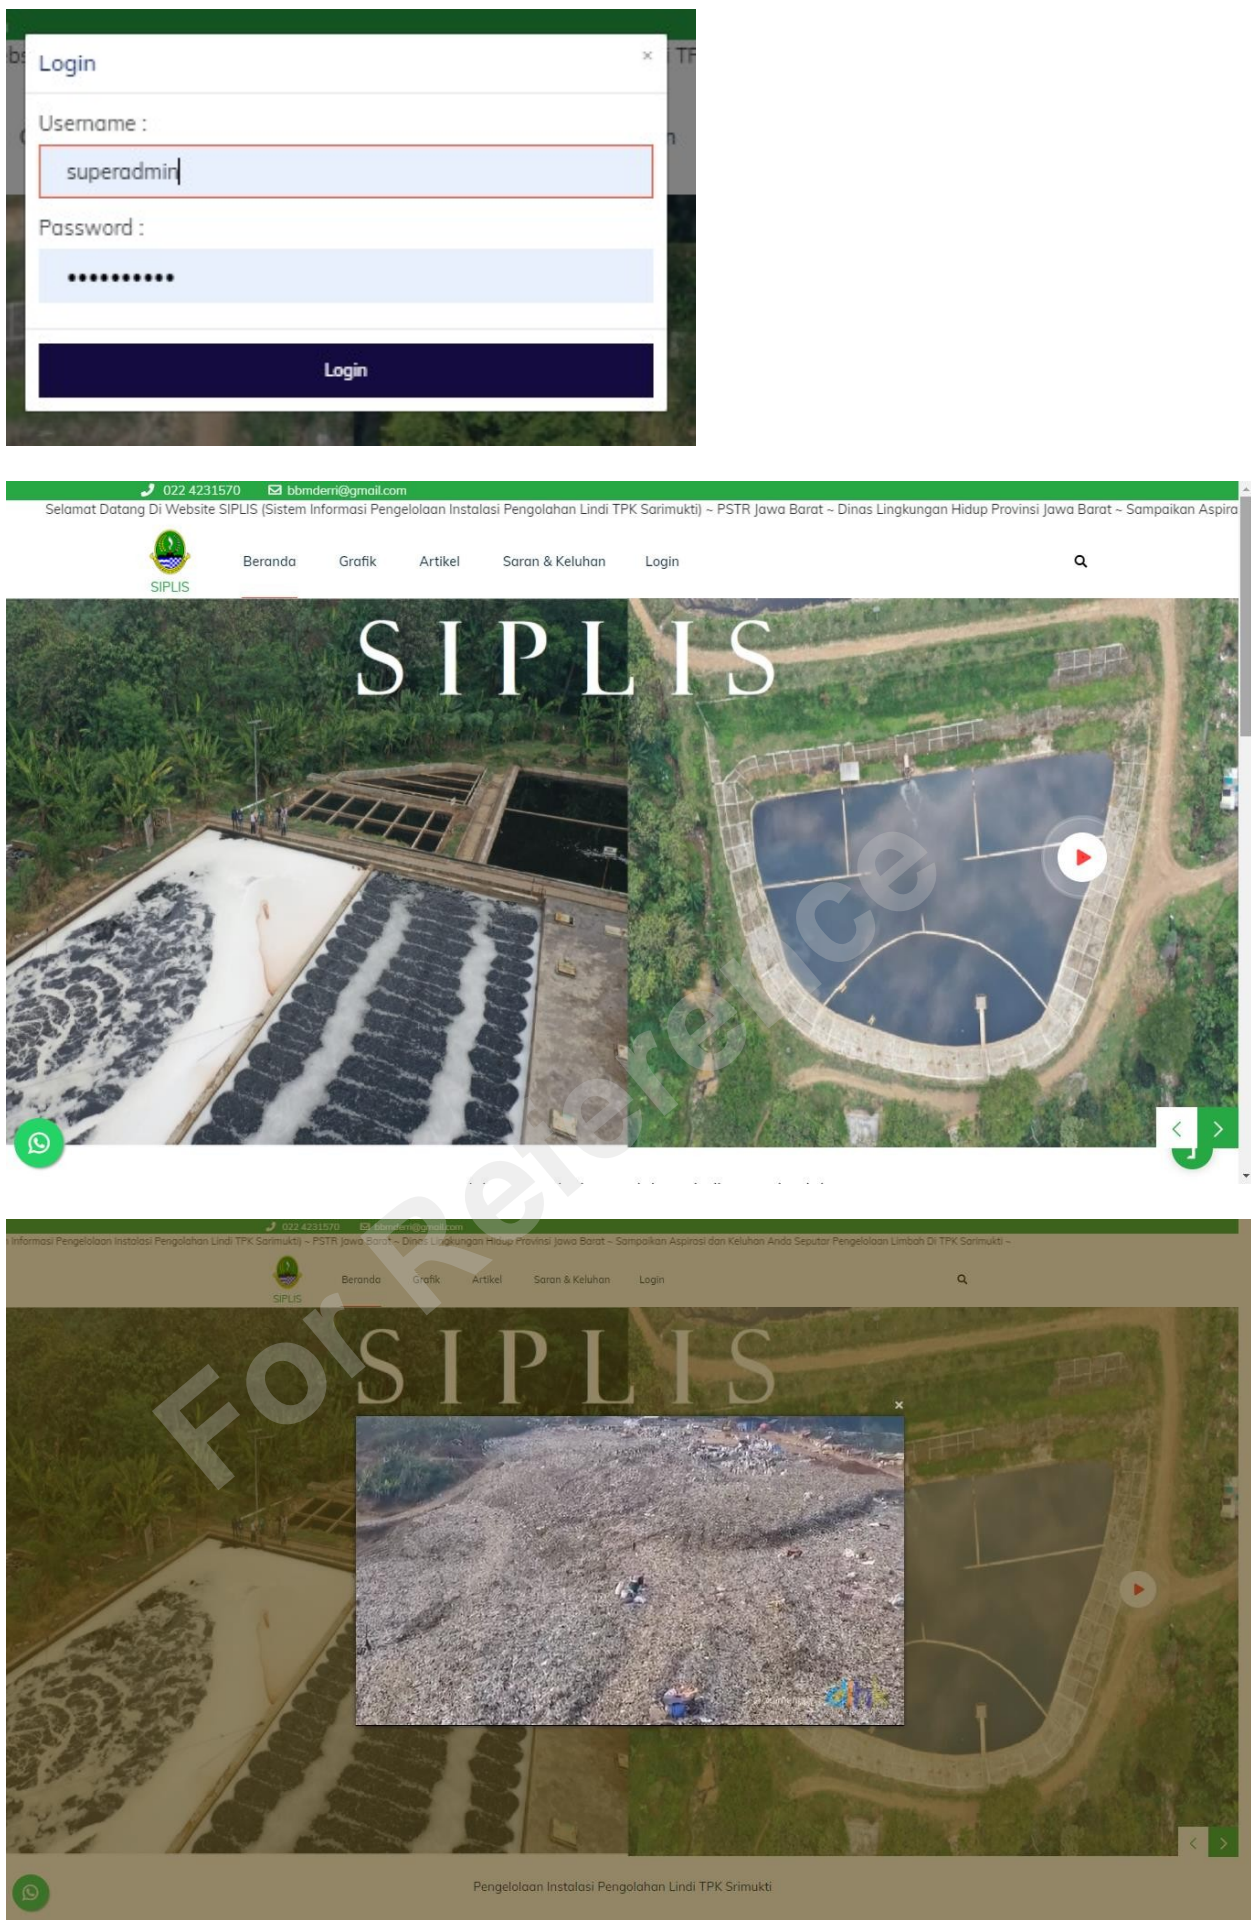 Login
×
i TP
Username :
superadmin
Password :
••••••••••
Login
022 4231570 bbmderri@gmail.com
Selamat Datang Di Website SIPLIS (Sistem Informasi Pengelolaan Instalasi Pengolahan Lindi TPK Sarimukti) ~ PSTR Jawa Barat ~ Dinas Lingkungan Hidup Provinsi Jawa Barat ~ Sampaikan Aspira
SIPLIS
Beranda Grafik Artikel Saran & Keluhan Login
SIPLIS
022 4231570 bbmderri@gmail.com
n Informasi Pengelolaan Instalasi Pengolahan Lindi TPK Sarimukti) ~ PSTR Jawa Barat ~ Dinas Lingkungan Hidup Provinsi Jawa Barat ~ Sampaikan Aspirasi dan Keluhan Anda Seputar Pengelolaan Limbah Di TPK Sarimukti ~
SIPLIS
Beranda Grafik Artikel Saran & Keluhan Login
SIPLIS
×
dlhk
Pengelolaan Instalasi Pengolahan Lindi TPK Srimukti
For Reference